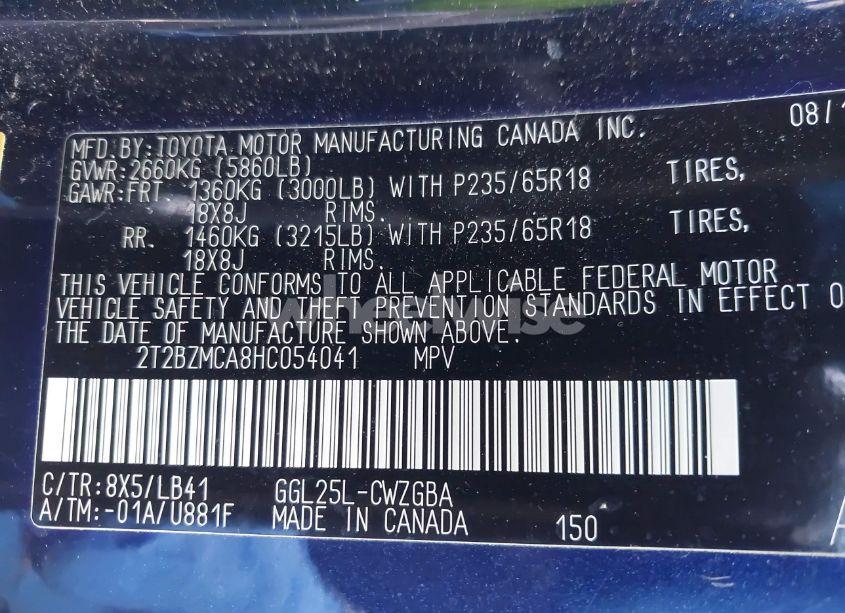 08/1
MFD.BY:TOYOTA MOTOR MANUFACTURING CANADA INC.
GVWR:2660KG (5860LB)
GAWR:FRT. 1360KG (3000LB) WITH P235/65R18 TIRES,
18X8J RIMS.
RR. 1460KG (3215LB) WITH P235/65R18 TIRES,
18X8J RIMS.
THIS VEHICLE CONFORMS TO ALL APPLICABLE FEDERAL MOTOR
VEHICLE SAFETY AND THEFT PREVENTION STANDARDS IN EFFECT O
THE DATE OF MANUFACTURE SHOWN ABOVE.
2T2BZMCA8HC054041 MPV
C/TR:8X5/LB41 GGL25L-CWZGBA
A/TM:-01A/U881F MADE IN CANADA 150 A